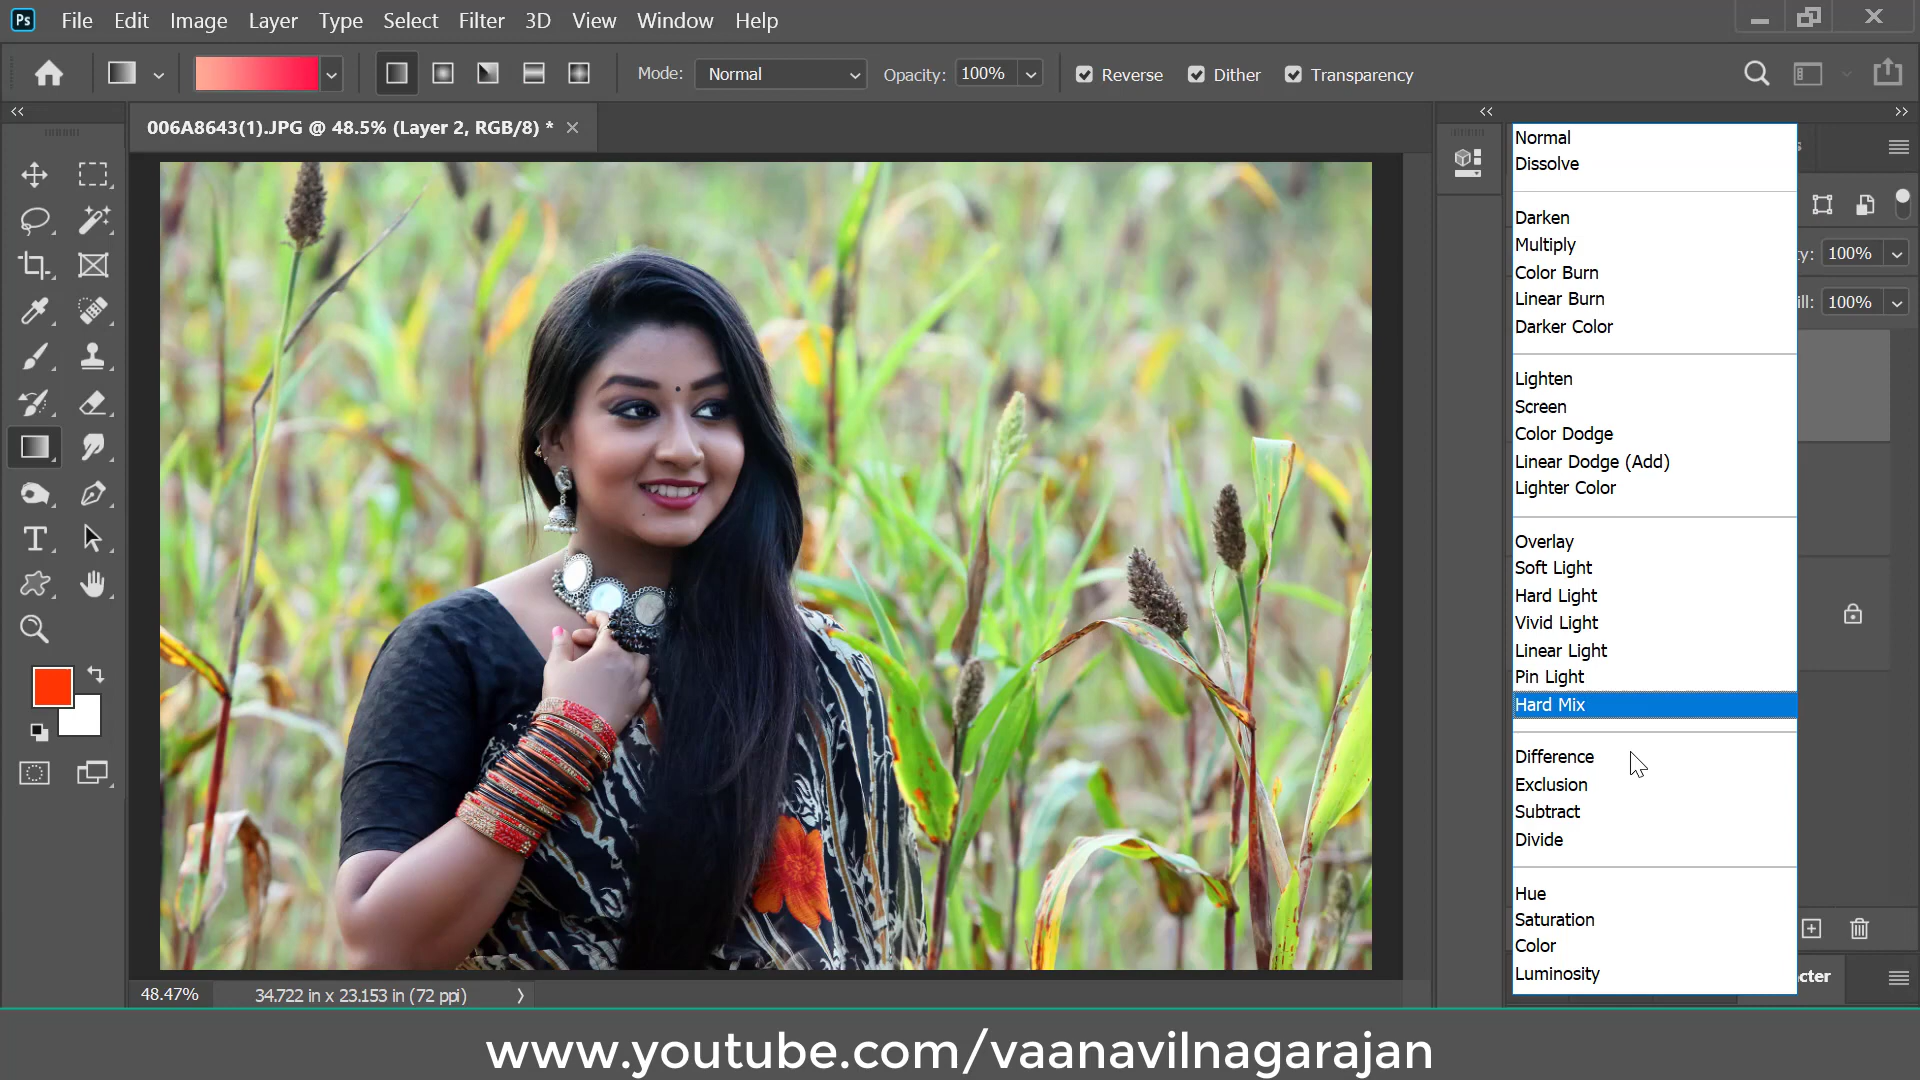 Ps File Edit Image Layer Type Select Filter 3D View Window Help
Mode: Normal Opacity: 100% Reverse Dither Transparency
006A8643(1).JPG @ 48.5% (Layer 2, RGB/8) *
Normal
Dissolve
Darken
Multiply
100%
Color Burn
Linear Burn
100%
Darker Color
Lighten
Screen
Color Dodge
Linear Dodge (Add)
Lighter Color
Overlay
Soft Light
Hard Light
Vivid Light
Linear Light
Pin Light
Hard Mix
Difference
Exclusion
Subtract
Divide
Hue
Saturation
Color
Luminosity
48.47% 34.722 in x 23.153 in (72 ppi)
www.youtube.com/vaanavilnagarajan